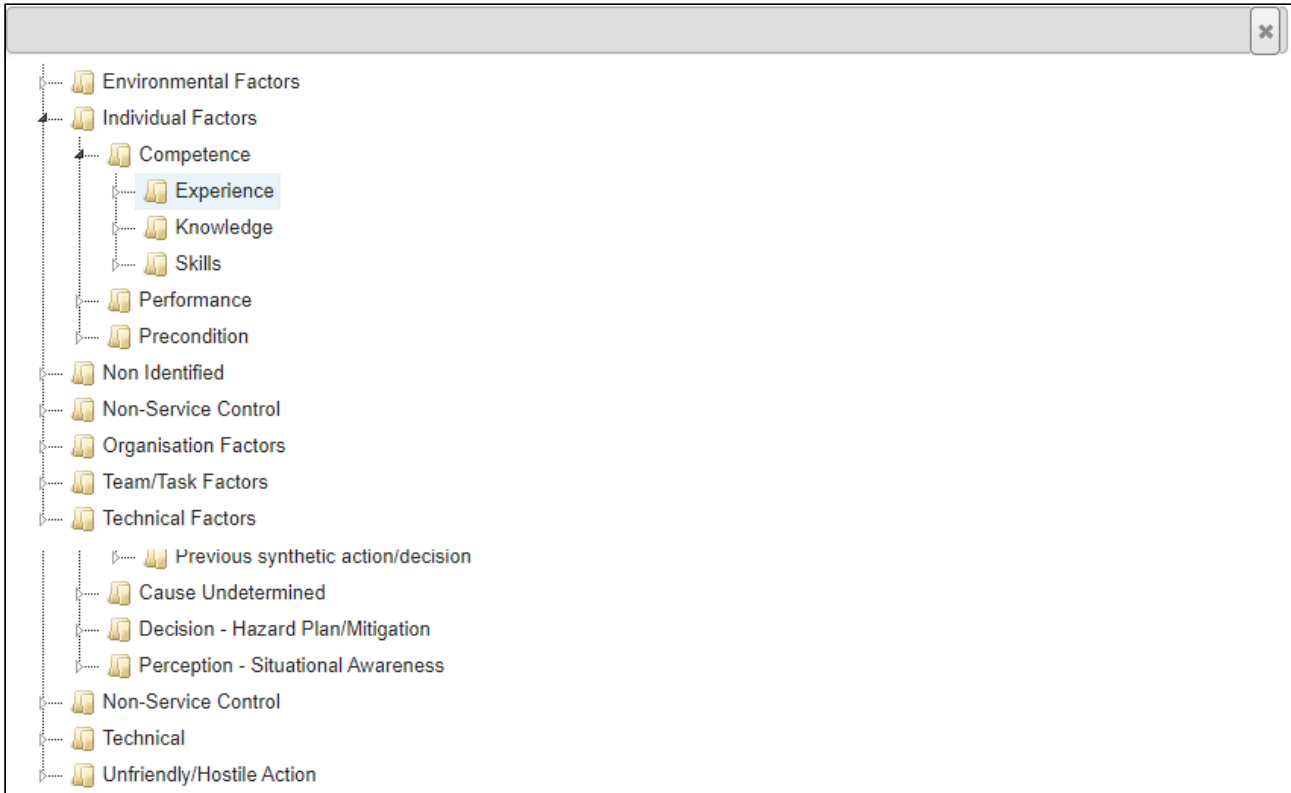 Environmental Factors
Individual Factors
Competence
Experience
Knowledge
Skills
Performance
Precondition
Non Identified
Non-Service Control
Organisation Factors
Team/Task Factors
Technical Factors
Previous synthetic action/decision
Cause Undetermined
Decision - Hazard Plan/Mitigation
Perception - Situational Awareness
Non-Service Control
Technical
Unfriendly/Hostile Action